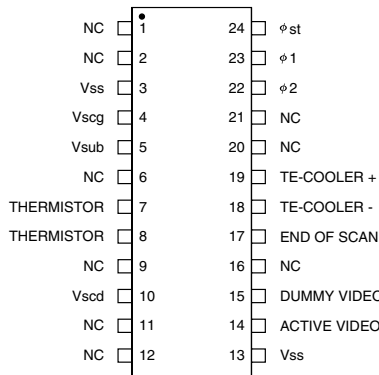 NC 1 24 φst
NC 2 23 φ1
Vss 3 22 φ2
Vscg 4 21 NC
Vsub 5 20 NC
NC 6 19 TE-COOLER +
THERMISTOR 7 18 TE-COOLER -
THERMISTOR 8 17 END OF SCAN
NC 9 16 NC
Vscd 10 15 DUMMY VIDEO
NC 11 14 ACTIVE VIDEO
NC 12 13 Vss